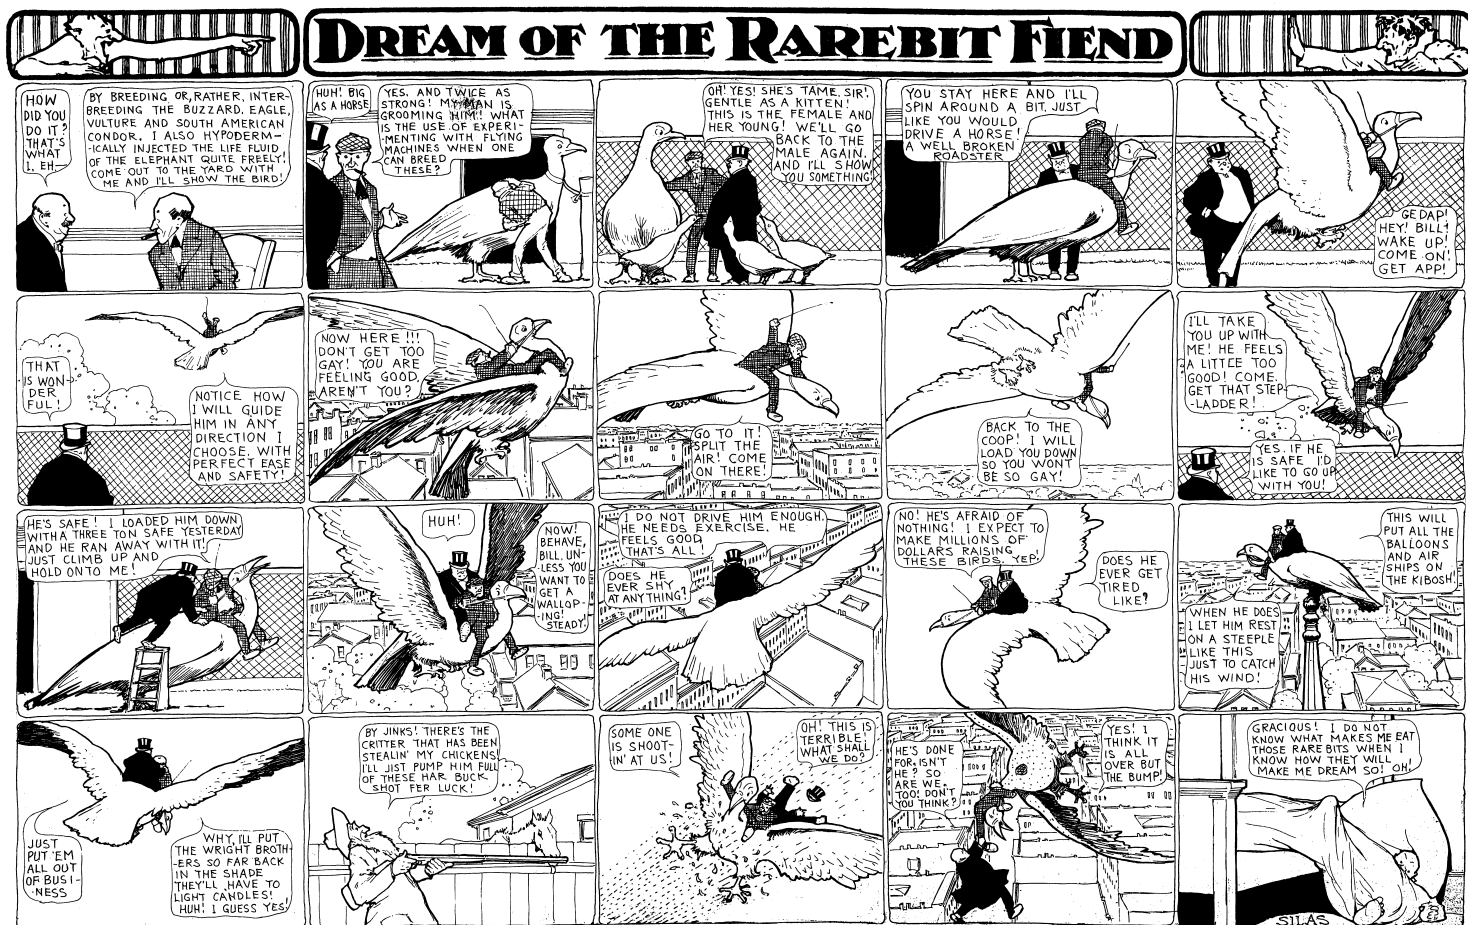 DREAM OF THE RAREBIT FIEND
HOW
DID YOU
DO IT?
THAT'S
WHAT
I, EH.
BY BREEDING OR, RATHER, INTER-
BREEDING THE BUZZARD, EAGLE,
VULTURE AND SOUTH AMERICAN
CONDOR. I ALSO HYPODERM-
-ICALLY INJECTED THE LIFE FLUID
OF THE ELEPHANT QUITE FREELY!
COME OUT TO THE YARD WITH
ME AND I'LL SHOW THE BIRD!
HUH! BIG
AS A HORSE
YES. AND TWICE AS
STRONG! MY MAN IS
GROOMING HIM! WHAT
IS THE USE OF EXPERI-
-MENTING WITH FLYING
MACHINES WHEN ONE
CAN BREED
THESE?
OH! YES! SHE'S TAME, SIR!
GENTLE AS A KITTEN!
THIS IS THE FEMALE AND
HER YOUNG! WE'LL GO
BACK TO THE
MALE AGAIN.
AND I'LL SHOW
YOU SOMETHING!
YOU STAY HERE AND I'LL
SPIN AROUND A BIT. JUST
LIKE YOU WOULD
DRIVE A HORSE!
A WELL BROKEN
ROADSTER
GEDAP!
HEY! BILL!
WAKE UP!
COME ON!
GET APP!
THAT
IS WON-
DER
FUL!
NOTICE HOW
I WILL GUIDE
HIM IN ANY
DIRECTION I
CHOOSE, WITH
PERFECT EASE
AND SAFETY!
NOW HERE!!!
DON'T GET TOO
GAY! YOU ARE
FEELING GOOD,
AREN'T YOU?
GO TO IT!
SPLIT THE
AIR! COME
ON THERE!
BACK TO THE
COOP! I WILL
LOAD YOU DOWN
SO YOU WONT
BE SO GAY!
I'LL TAKE
YOU UP WITH
ME! HE FEELS
A LITTLE TOO
GOOD! COME.
GET THAT STEP-
-LADDER!
YES. IF HE
IS SAFE I'D
LIKE TO GO UP
WITH YOU!
HE'S SAFE! I LOADED HIM DOWN
WITH A THREE TON SAFE YESTERDAY
AND HE RAN AWAY WITH IT!
JUST CLIMB UP AND
HOLD ONTO ME!
HUH!
NOW!
BEHAVE,
BILL. UN-
-LESS YOU
WANT TO
GET A
WALLOP-
-ING!
STEADY!
I DO NOT DRIVE HIM ENOUGH.
HE NEEDS EXERCISE. HE
FEELS GOOD,
THAT'S ALL!
DOES HE
EVER SHY
AT ANYTHING?
NO! HE'S AFRAID OF
NOTHING! I EXPECT TO
MAKE MILLIONS OF
DOLLARS RAISING
THESE BIRDS. YEP!
DOES HE
EVER GET
TIRED,
LIKE?
THIS WILL
PUT ALL THE
BALLOONS
AND AIR
SHIPS ON
THE KIBOSH!
WHEN HE DOES
I LET HIM REST
ON A STEEPLE
LIKE THIS
JUST TO CATCH
HIS WIND!
JUST
PUT 'EM
ALL OUT
OF BUSI-
-NESS
WHY, I'LL PUT
THE WRIGHT BROTH-
-ERS SO FAR BACK
IN THE SHADE
THEY'LL HAVE TO
LIGHT CANDLES!
HUH! I GUESS YES!
BY JINKS! THERE'S THE
CRITTER THAT HAS BEEN
STEALIN' MY CHICKENS!
I'LL JIST PUMP HIM FULL
OF THESE HAR BUCK
SHOT FER LUCK!
SOME ONE
IS SHOOT-
IN' AT US!
OH! THIS IS
TERRIBLE!
WHAT SHALL
WE DO?
HE'S DONE
FOR, ISN'T
HE? SO
ARE WE,
TOO! DON'T
YOU THINK?
YES! I
THINK IT
IS ALL
OVER BUT
THE BUMP!
GRACIOUS! I DO NOT
KNOW WHAT MAKES ME EAT
THOSE RAREBITS WHEN I
KNOW HOW THEY WILL
MAKE ME DREAM SO! OH!
SILAS